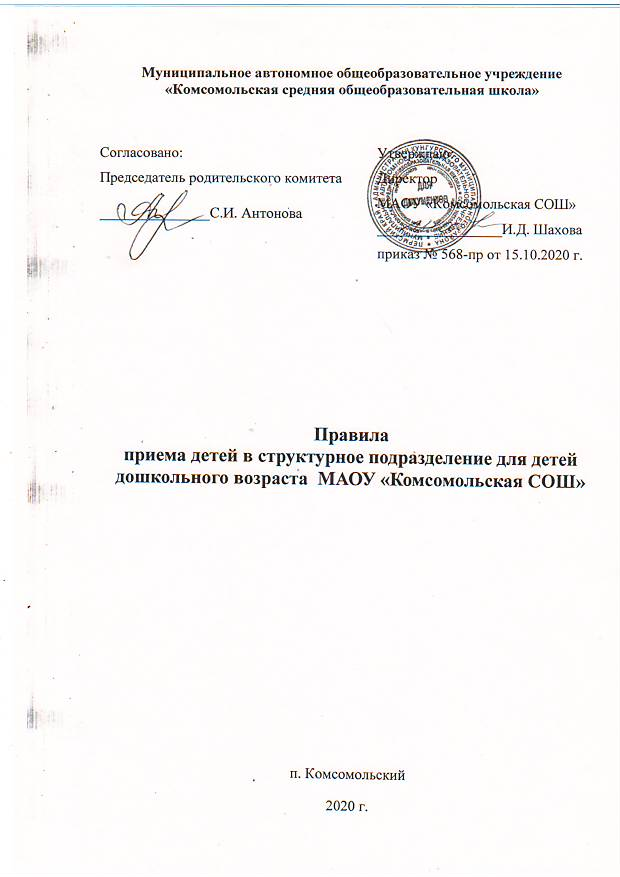 Муниципальное автономное общеобразовательное учреждение
«Комсомольская средняя общеобразовательная школа»
Согласовано:
Председатель родительского комитета
С.И. Антонова
Утверждаю:
Директор
МАОУ «Комсомольская СОШ»
И.Д. Шахова
приказ № 568-пр от 15.10.2020 г.
ДЛЯ
ДОКУМЕНТОВ
Правила
приема детей в структурное подразделение для детей
дошкольного возраста МАОУ «Комсомольская СОШ»
п. Комсомольский
2020 г.